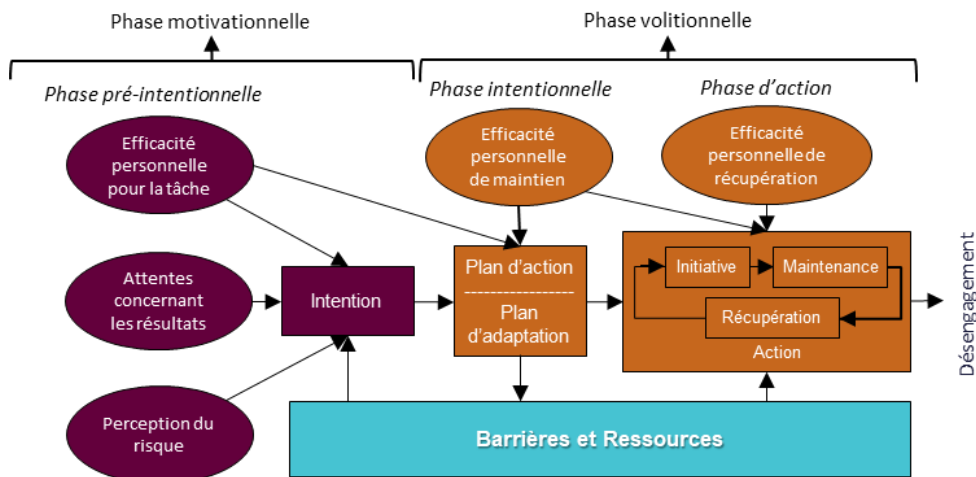 Phase motivationnelle
Phase volitionnelle
Phase pré-intentionnelle
Phase intentionnelle
Phase d'action
Efficacité
personnelle
pour la tâche
Efficacité
personnelle
de maintien
Efficacité
personnelle de
récupération
Attentes
concernant
les résultats
Intention
Plan d'action
Plan
d'adaptation
Initiative
Maintenance
Récupération
Action
Désengagement
Perception du
risque
Barrières et Ressources